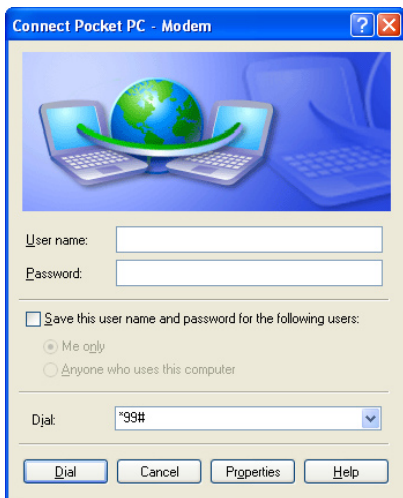 Connect Pocket PC - Modem
User name:
Password:
Save this user name and password for the following users:
Me only
Anyone who uses this computer
Dial: *99#
Dial Cancel Properties Help